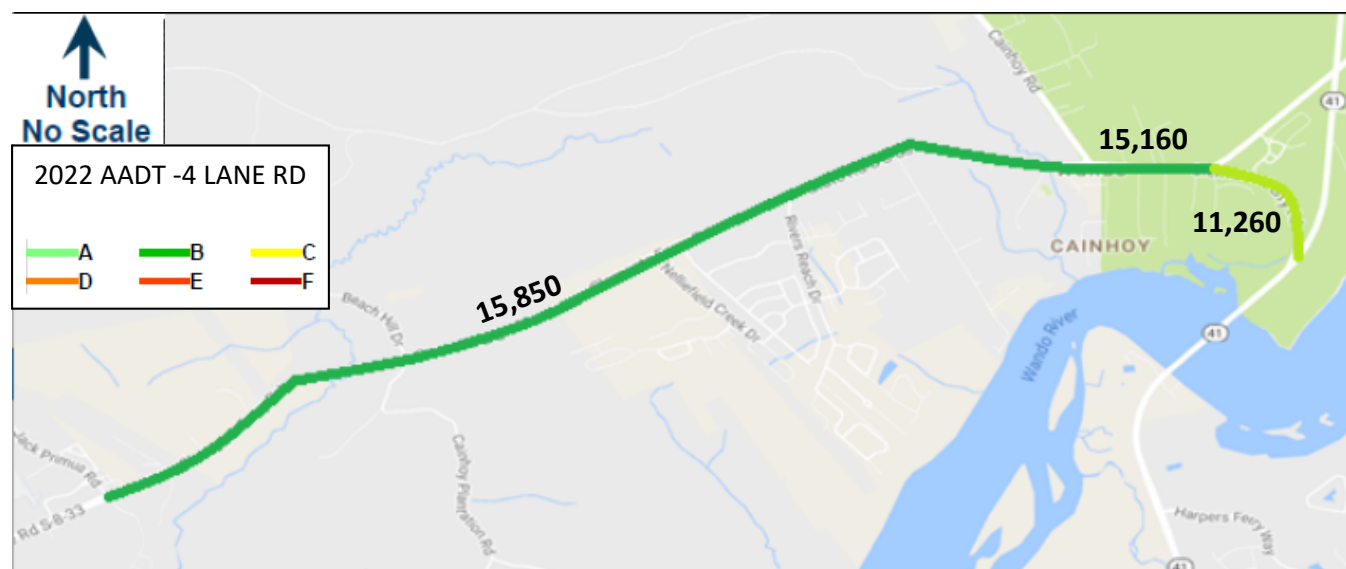 North
No Scale
2022 AADT -4 LANE RD
A
B
C
D
E
F
Cainhoy Rd
41
15,160
11,260
CAINHOY
Rivers Reach Dr
Nelliefield Creek Dr
15,850
Beach Hill Dr
Wando River
41
Jack Primus Rd
Cainhoy Plantation Rd
Rd S-8-33
Harpers Ferry Way
41